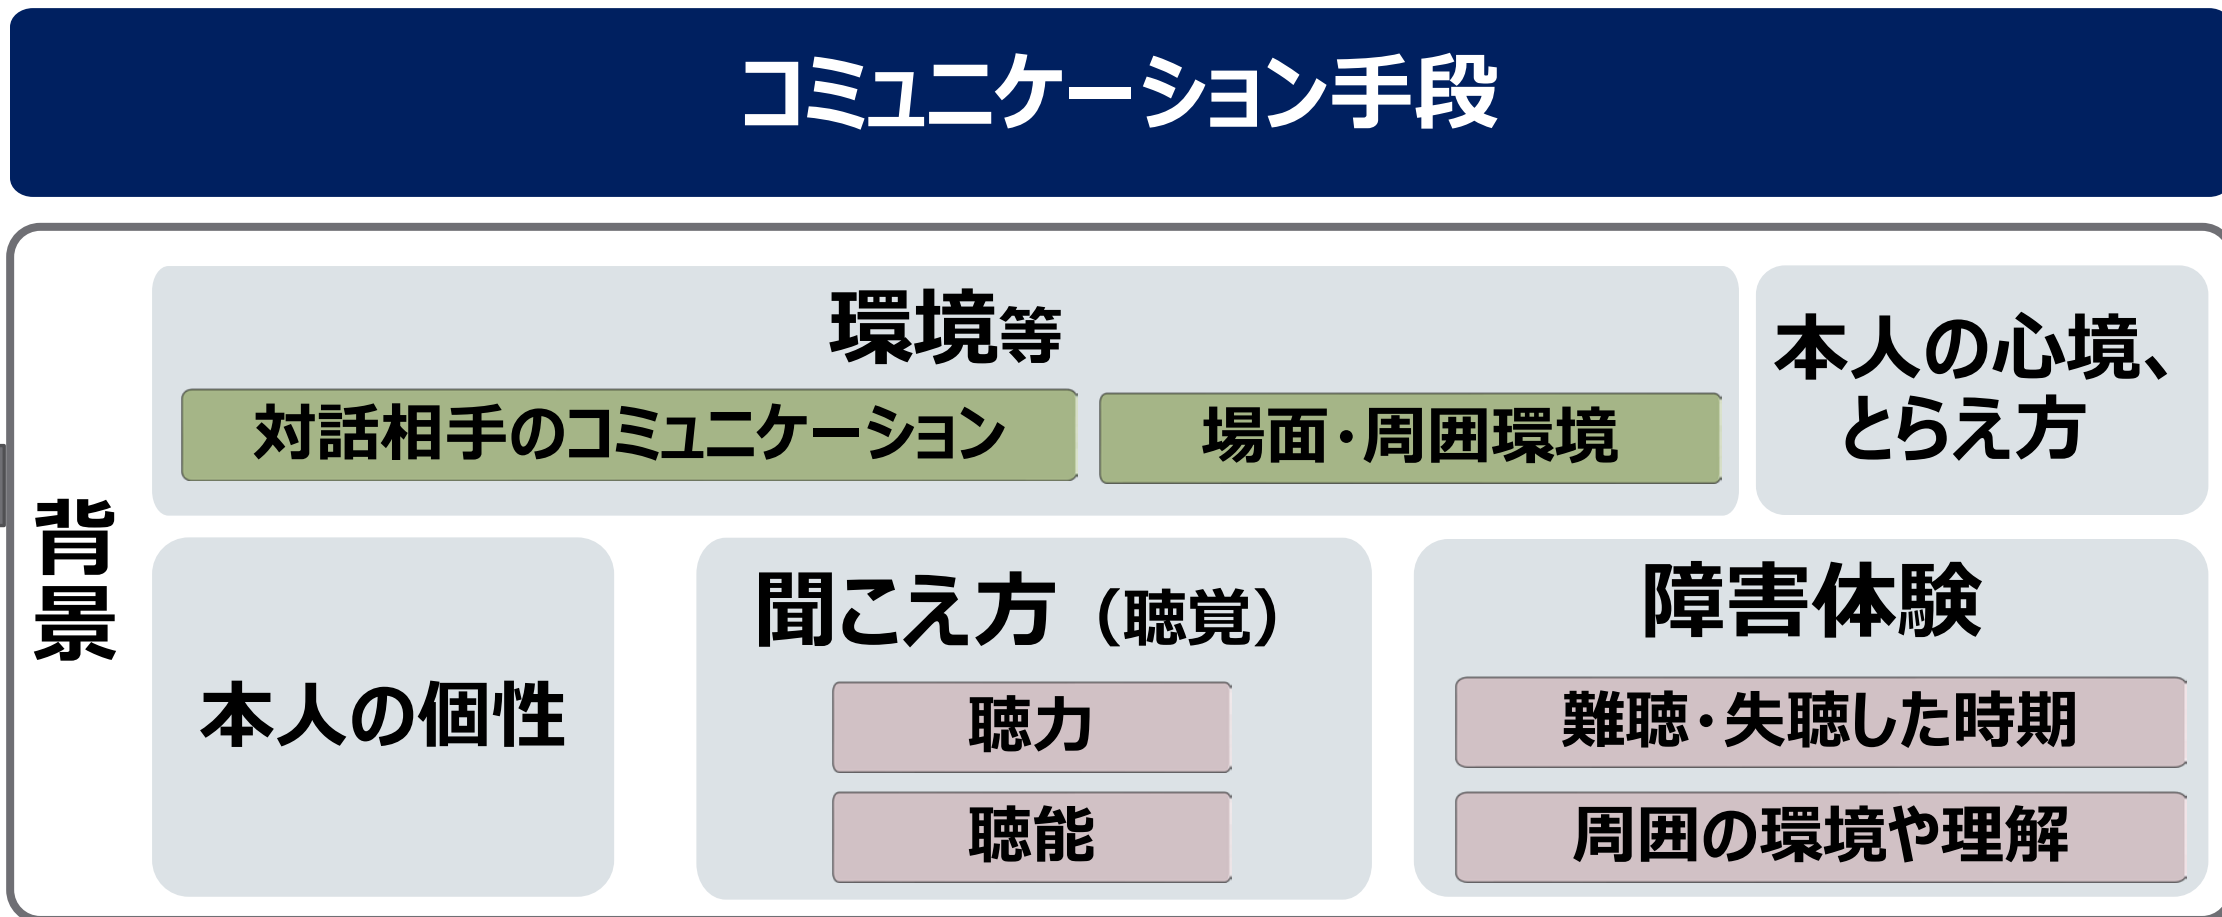 コミュニケーション手段
背景
環境等
対話相手のコミュニケーション
場面・周囲環境
本人の心境、
とらえ方
本人の個性
聞こえ方（聴覚）
聴力
聴能
障害体験
難聴・失聴した時期
周囲の環境や理解